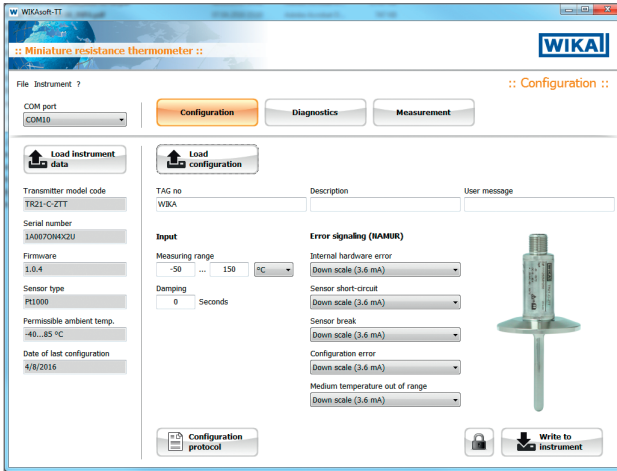 WIKAsoft-TT
:: Miniature resistance thermometer ::
WIKA
File Instrument ?
:: Configuration ::
COM port
COM10
Configuration
Diagnostics
Measurement
Load instrument
data
Load
configuration
Transmitter model code
TR21-C-ZTT
Serial number
1A007ON4X2U
Firmware
1.0.4
Sensor type
Pt1000
Permissible ambient temp.
-40...85 °C
Date of last configuration
4/8/2016
TAG no
WIKA
Description
User message
Input
Measuring range
-50 ... 150 °C
Damping
0 Seconds
Error signaling (NAMUR)
Internal hardware error
Down scale (3.6 mA)
Sensor short-circuit
Down scale (3.6 mA)
Sensor break
Down scale (3.6 mA)
Configuration error
Down scale (3.6 mA)
Medium temperature out of range
Down scale (3.6 mA)
Configuration
protocol
Write to
instrument